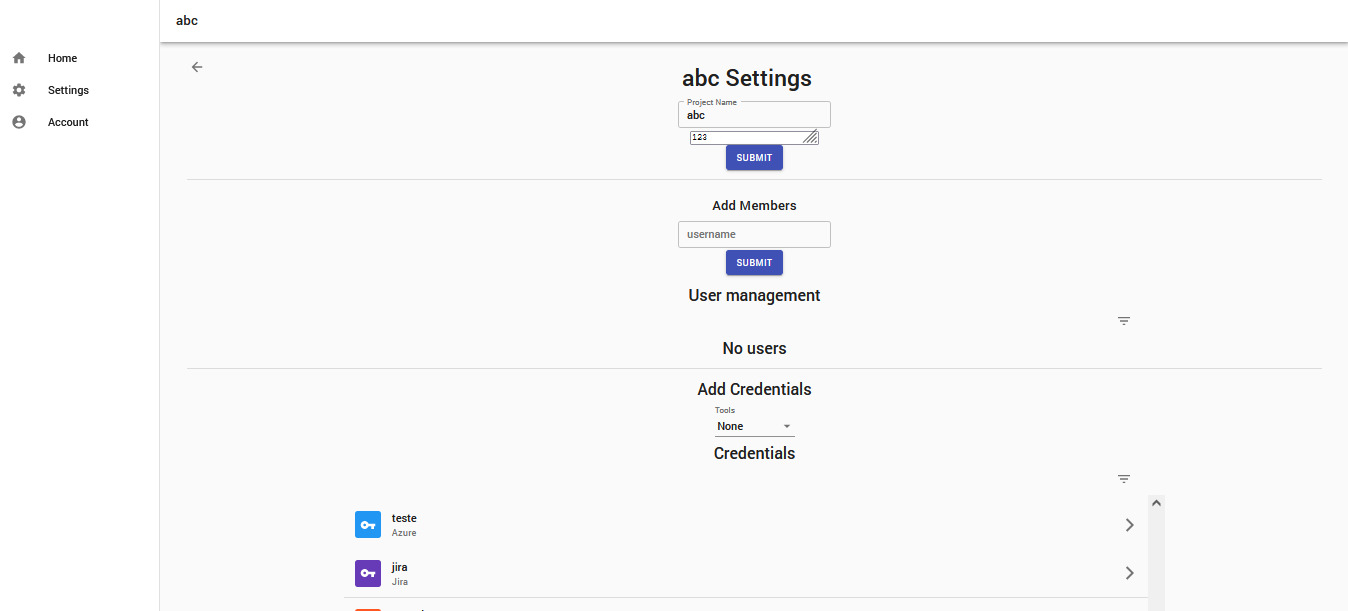 abc
Home
Settings
Account
abc Settings
Project Name
abc
123
SUBMIT
Add Members
username
SUBMIT
User management
No users
Add Credentials
Tools
None
Credentials
teste
Azure
jira
Jira